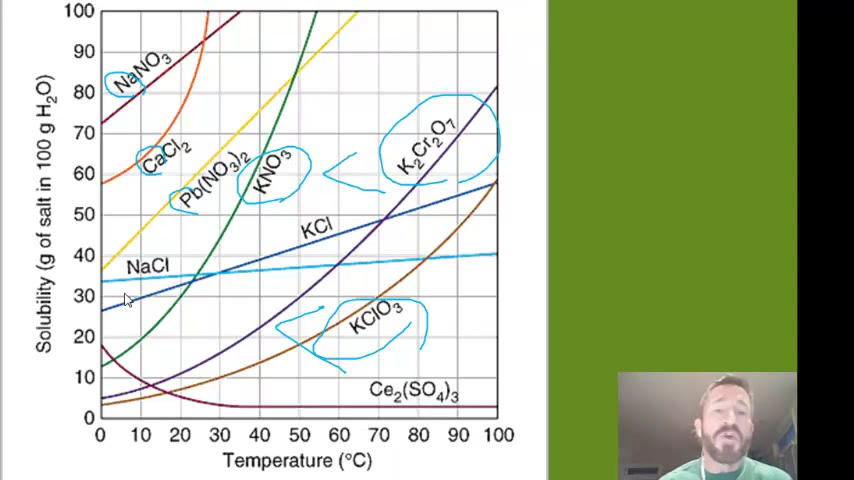 100
90
80
70
60
50
40
30
20
10
0
Solubility (g of salt in 100 g H₂O)
NaNO₃
CaCl₂
Pb(NO₃)₂
KNO₃
K₂Cr₂O₇
KCl
NaCl
KClO₃
Ce₂(SO₄)₃
0 10 20 30 40 50 60 70 80 90 100
Temperature (°C)